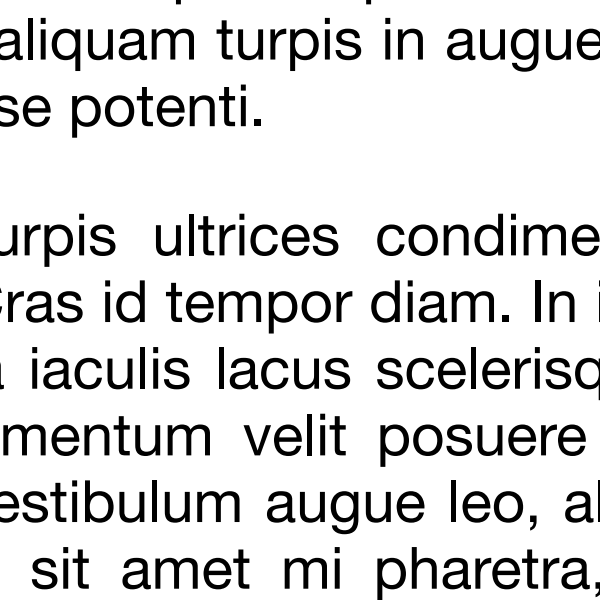 aliquam turpis in augue
se potenti.
urpis ultrices condime
Cras id tempor diam. In i
a iaculis lacus scelerisq
mentum velit posuere
estibulum augue leo, al
sit amet mi pharetra,